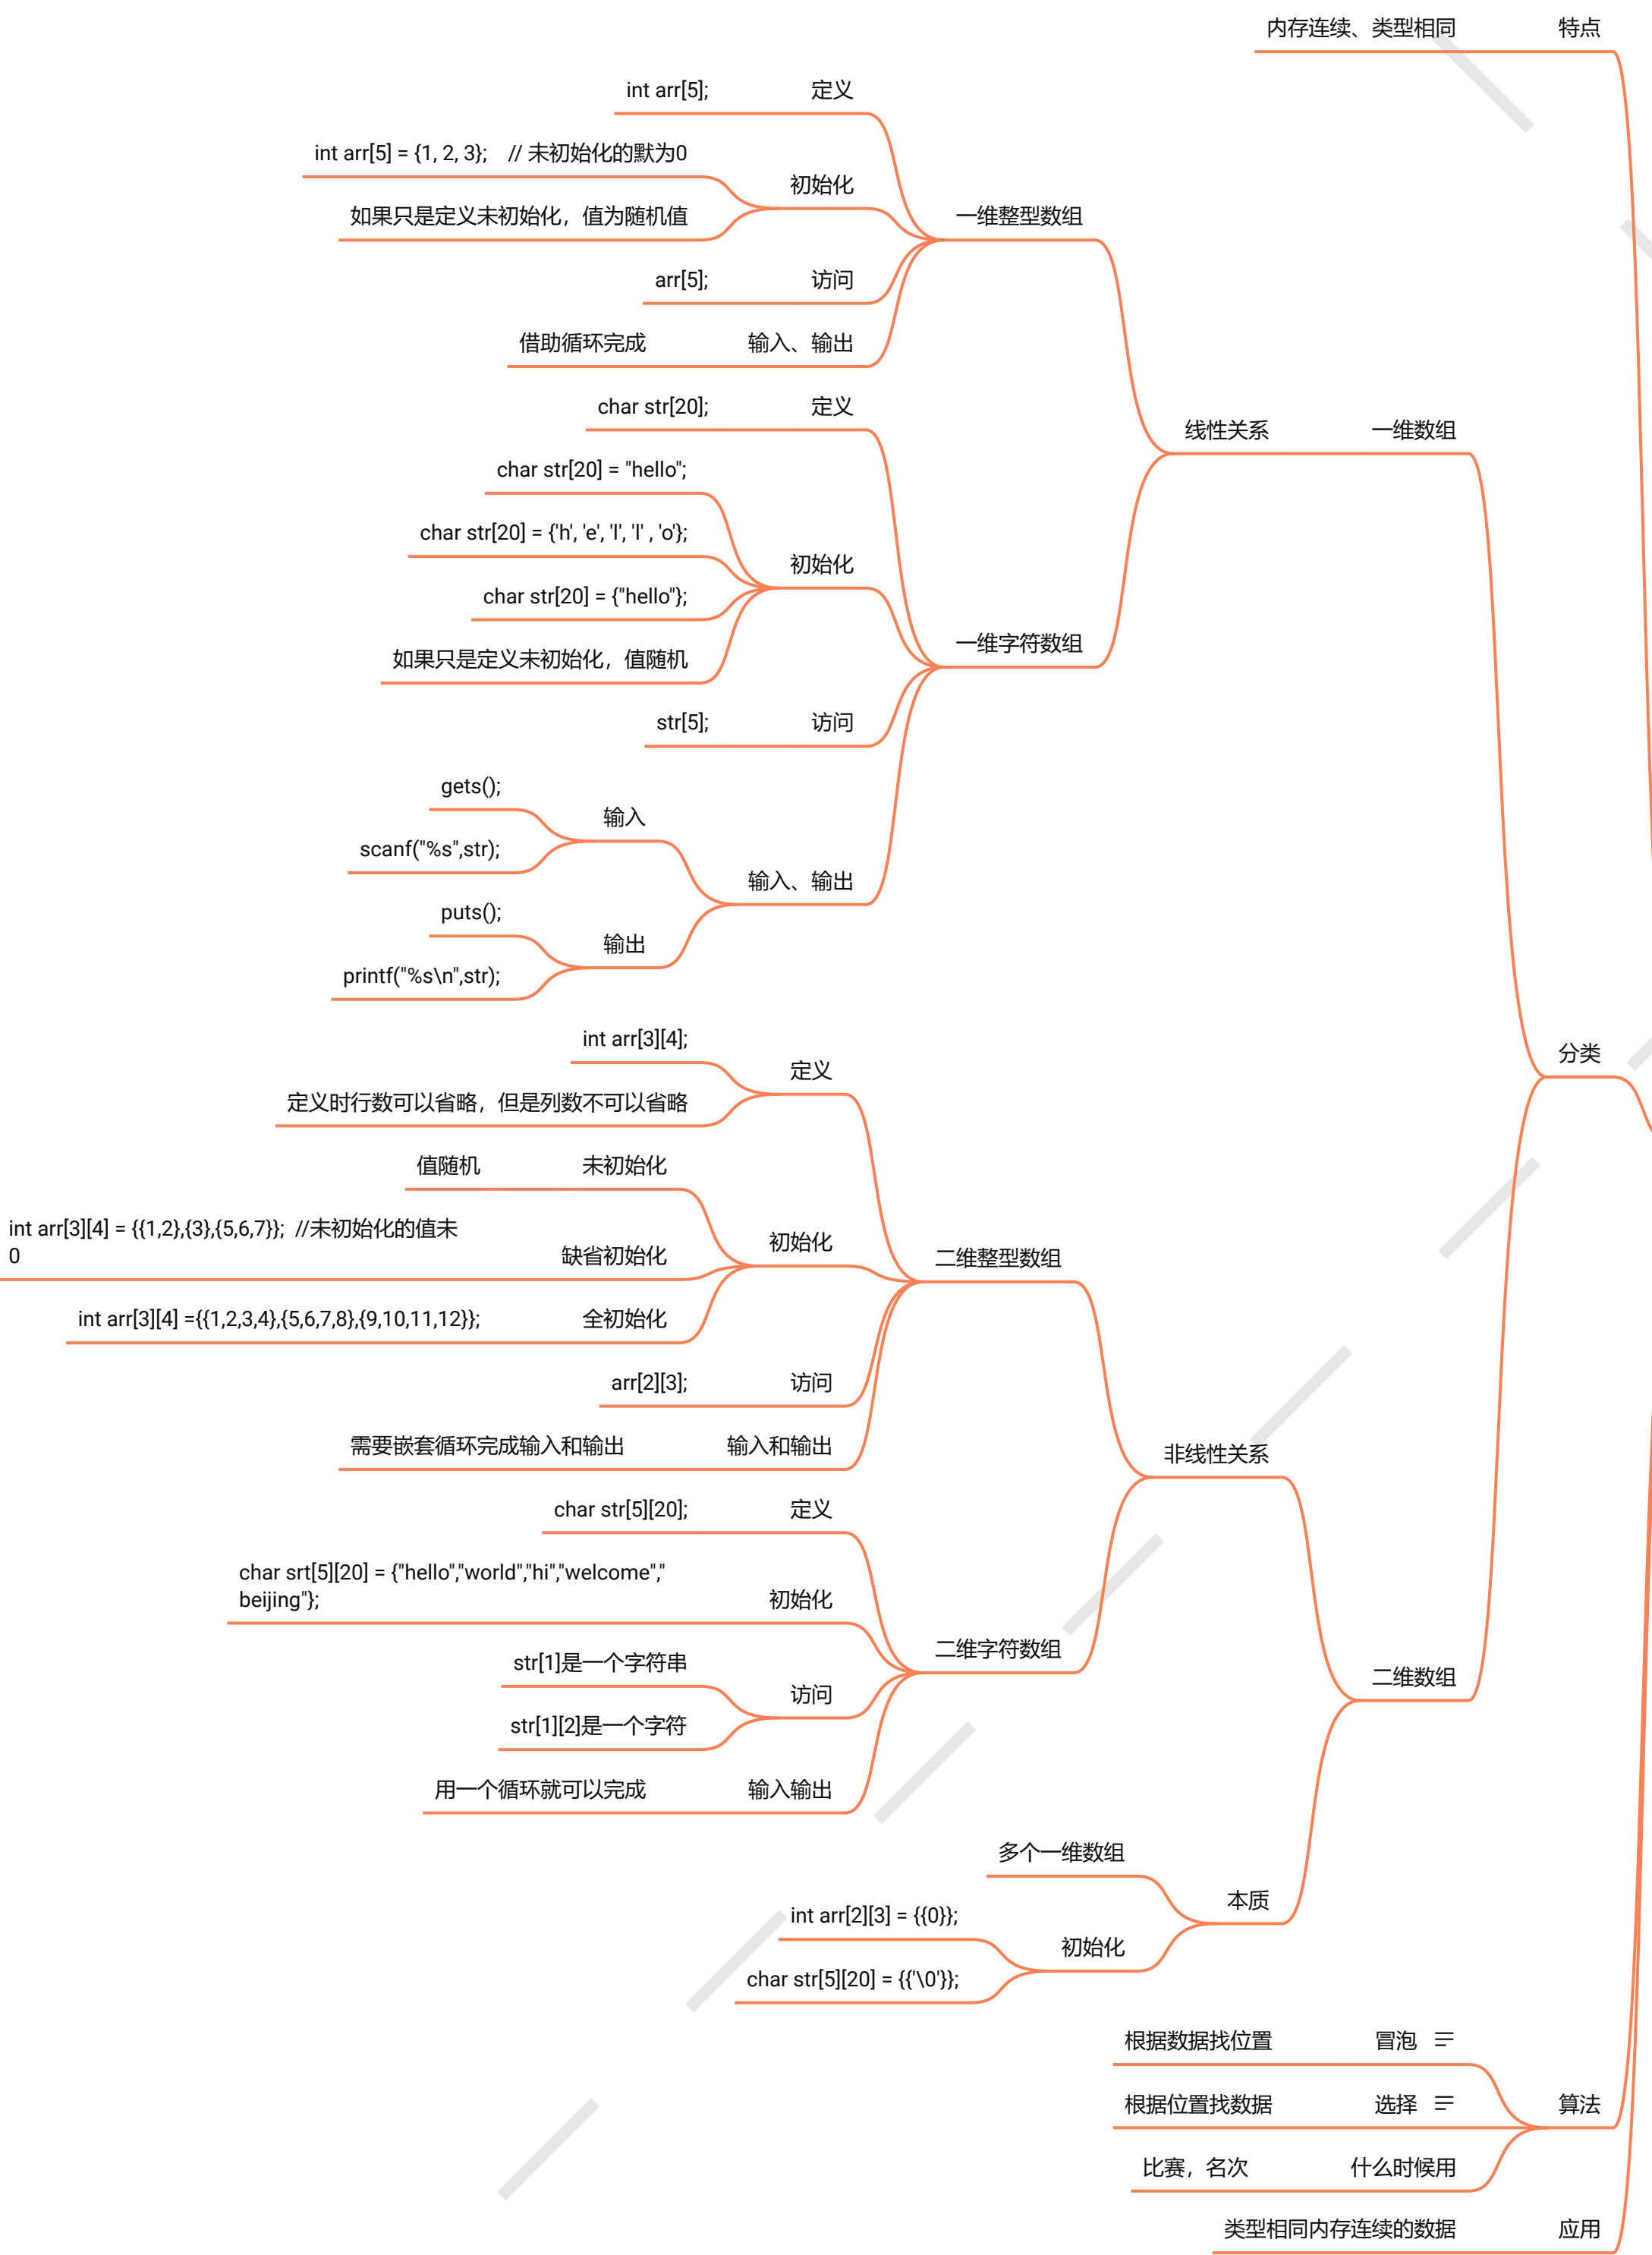 内存连续、类型相同 特点
int arr[5]; 定义
int arr[5] = {1, 2, 3}; // 未初始化的默为0
初始化
如果只是定义未初始化，值为随机值
一维整型数组
arr[5]; 访问
借助循环完成 输入、输出
char str[20]; 定义
线性关系 一维数组
char str[20] = "hello";
char str[20] = {'h', 'e', 'l', 'l' , 'o'};
初始化
char str[20] = {"hello"};
一维字符数组
如果只是定义未初始化，值随机
str[5]; 访问
gets();
输入
scanf("%s",str);
输入、输出
puts();
输出
printf("%s\n",str);
int arr[3][4];
分类
定义
定义时行数可以省略，但是列数不可以省略
值随机 未初始化
int arr[3][4] = {{1,2},{3},{5,6,7}}; //未初始化的值未
0
缺省初始化
初始化
二维整型数组
int arr[3][4] ={{1,2,3,4},{5,6,7,8},{9,10,11,12}}; 全初始化
arr[2][3]; 访问
需要嵌套循环完成输入和输出 输入和输出
非线性关系
char str[5][20]; 定义
char srt[5][20] = {"hello","world","hi","welcome","
beijing"};
初始化
二维字符数组
str[1]是一个字符串
二维数组
访问
str[1][2]是一个字符
用一个循环就可以完成 输入输出
多个一维数组
本质
int arr[2][3] = {{0}};
初始化
char str[5][20] = {{'\0'}};
根据数据找位置 冒泡
根据位置找数据 选择
算法
比赛，名次 什么时候用
类型相同内存连续的数据 应用